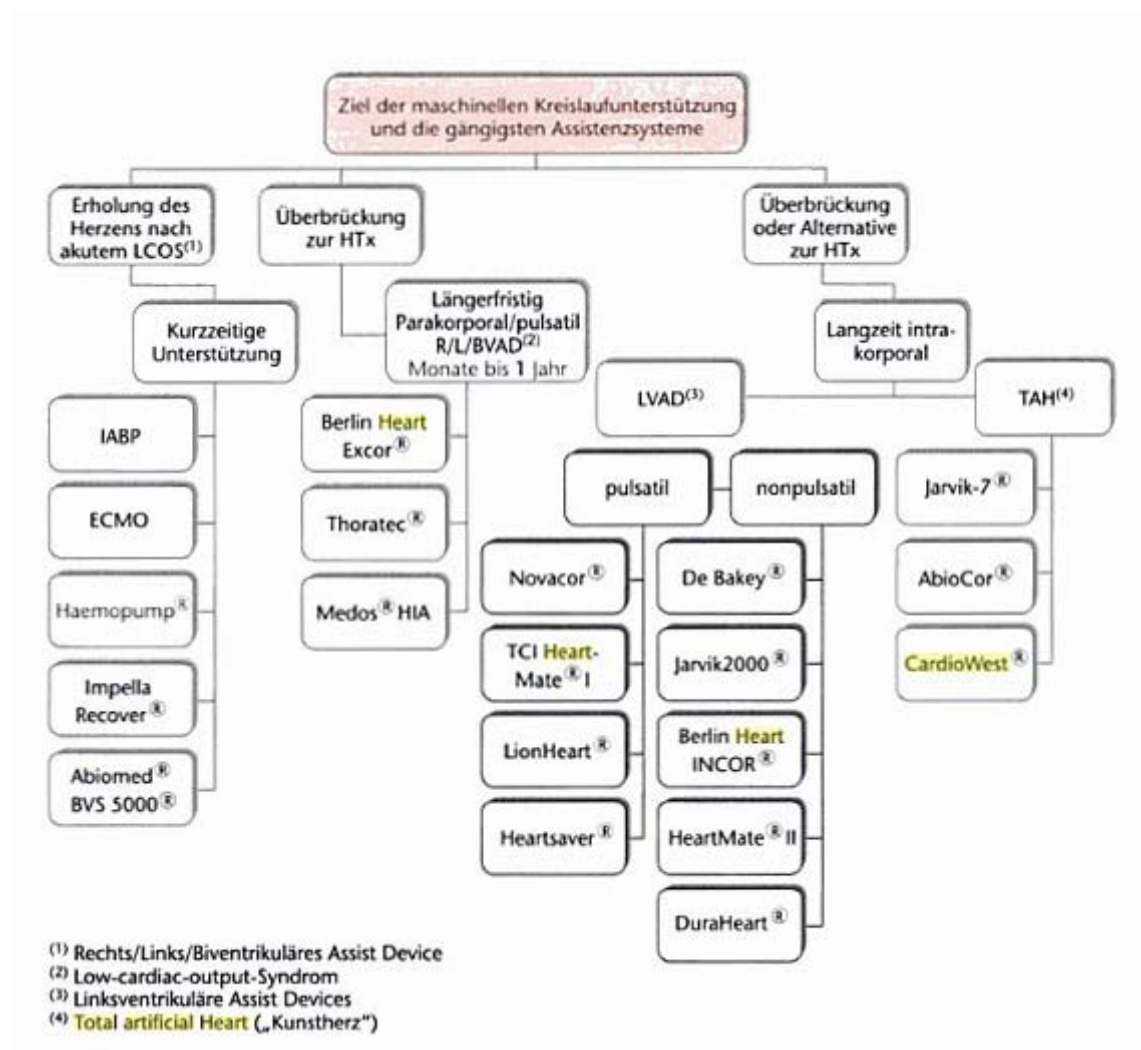 Ziel der maschinellen Kreislaufunterstützung
und die gängigsten Assistenzsysteme
Erholung des
Herzens nach
akutem LCOS(1)
Überbrückung
zur HTx
Überbrückung
oder Alternative
zur HTx
Kurzzeitige
Unterstützung
Längerfristig
Parakorporal/pulsatil
R/L/BVAD(2)
Monate bis 1 Jahr
Langzeit intra-
korporal
LVAD(3)
TAH(4)
IABP
ECMO
Haemopump®
Impella
Recover®
Abiomed®
BVS 5000®
Berlin Heart
Excor®
Thoratec®
Medos® HIA
pulsatil
nonpulsatil
Novacor®
TCI Heart-
Mate® I
LionHeart®
Heartsaver®
De Bakey®
Jarvik2000®
Berlin Heart
INCOR®
HeartMate® II
DuraHeart®
Jarvik-7®
AbioCor®
CardioWest®
(1) Rechts/Links/Biventrikuläres Assist Device
(2) Low-cardiac-output-Syndrom
(3) Linksventrikuläre Assist Devices
(4) Total artificial Heart („Kunstherz")